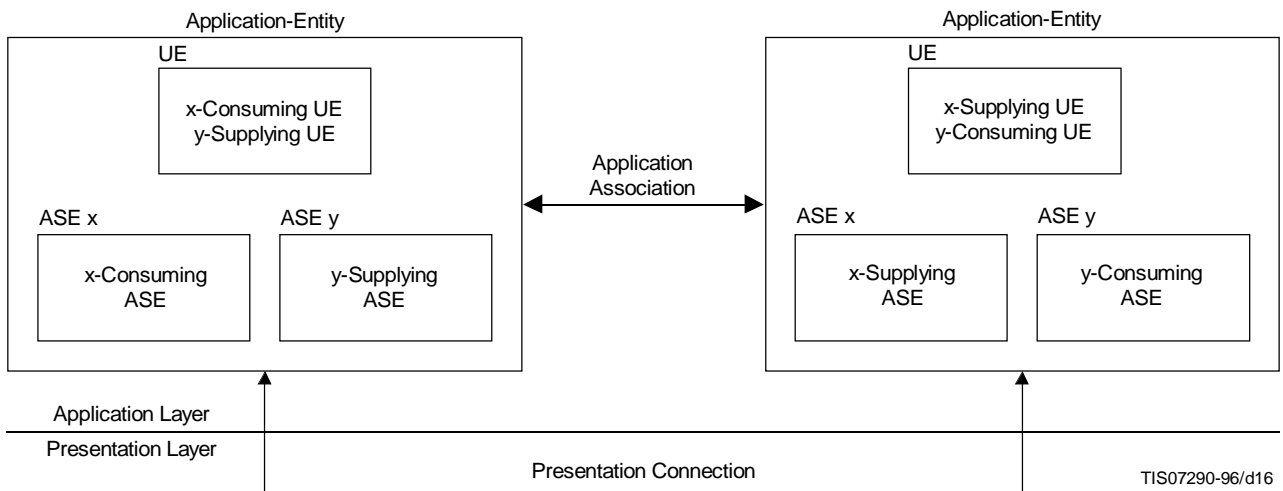 Application-Entity
UE
x-Consuming UE
y-Supplying UE
ASE x
ASE y
x-Consuming
ASE
y-Supplying
ASE
Application
Association
Application-Entity
UE
x-Supplying UE
y-Consuming UE
ASE x
ASE y
x-Supplying
ASE
y-Consuming
ASE
Application Layer
Presentation Layer
Presentation Connection
TIS07290-96/d16